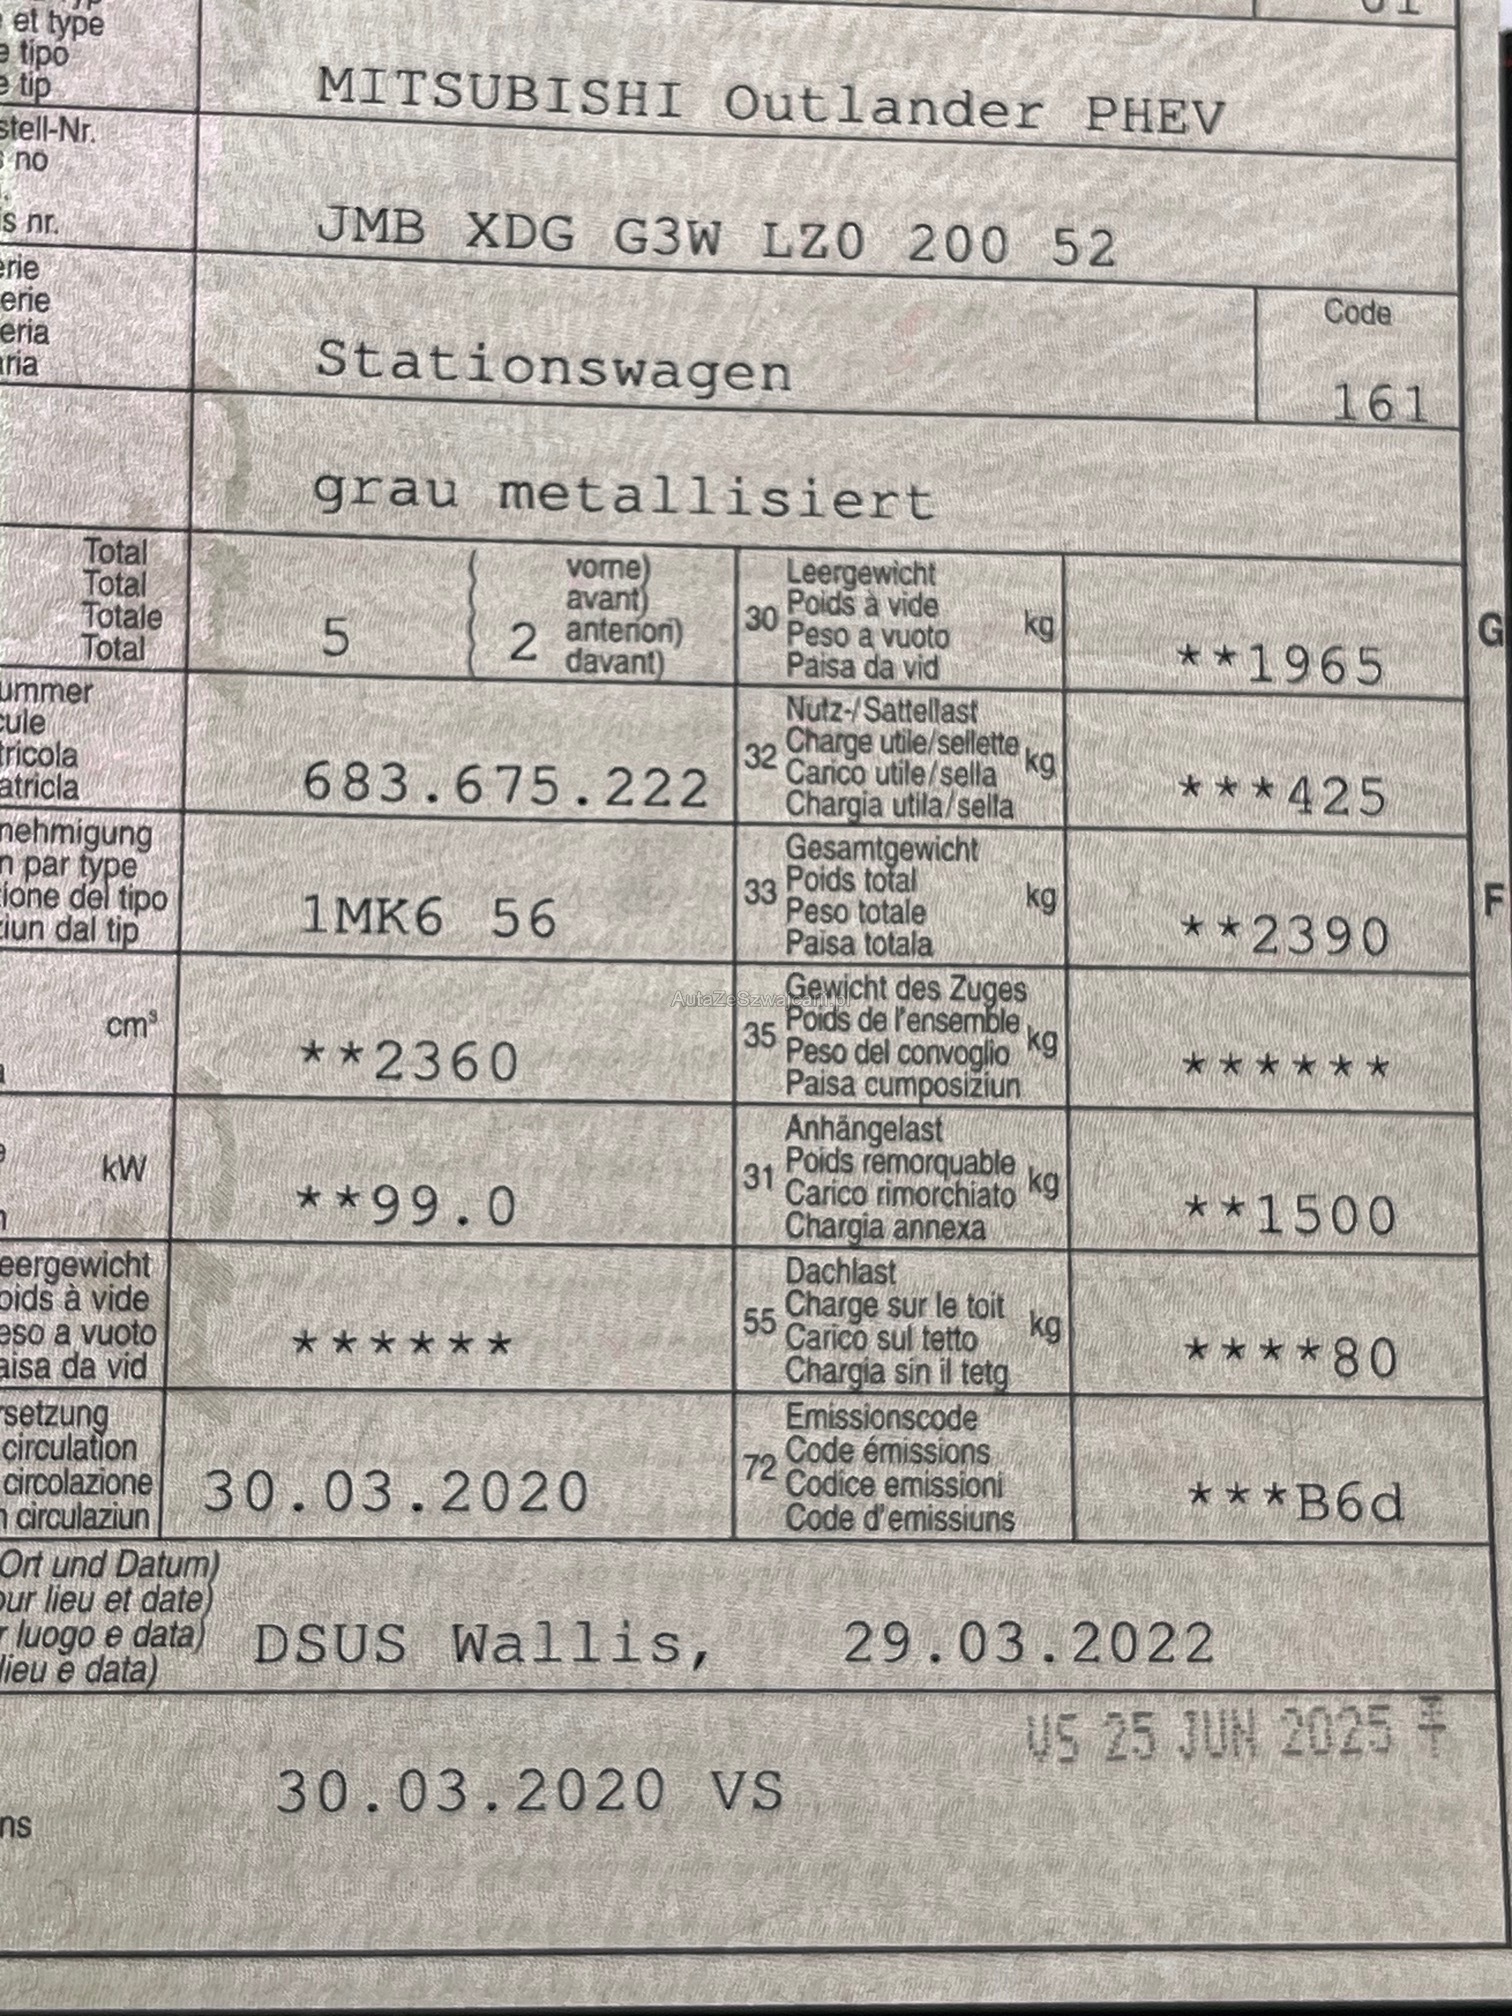 et type
e tipo
e tip
MITSUBISHI Outlander PHEV
stell-Nr.
no
is nr.
JMB XDG G3W LZ0 200 52
erie
erie
eria
aria
Stationswagen
Code
161
grau metallisiert
Total
Total
Totale
Total
5
2
vorne)
avant)
anteriori)
davant)
30
Leergewicht
Poids à vide
Peso a vuoto
Paisa da vid
kg
**1965
G
ummer
cule
tricola
atricla
683.675.222
32
Nutz-/Sattellast
Charge utile/sellette
Carico utile/sella
Chargia utila/sella
kg
***425
nehmigung
n par type
zione del tipo
ziun dal tip
1MK6 56
33
Gesamtgewicht
Poids total
Peso totale
Paisa totala
kg
**2390
F
cm³
**2360
AutaZeSzwajcarii.pl
35
Gewicht des Zuges
Poids de l'ensemble
Peso del convoglio
Paisa cumposiziun
kg
******
kW
**99.0
31
Anhängelast
Poids remorquable
Carico rimorchiato
Chargia annexa
kg
**1500
eergewicht
oids à vide
eso a vuoto
aisa da vid
******
55
Dachlast
Charge sur le toit
Carico sul tetto
Chargia sin il tetg
kg
****80
rsetzung
circulation
circolazione
n circulaziun
30.03.2020
72
Emissionscode
Code émissions
Codice emissioni
Code d'emissiuns
***B6d
Ort und Datum)
our lieu et date)
r luogo e data)
lieu e data)
DSUS Wallis, 29.03.2022
US 25 JUN 2025
30.03.2020 VS
ns